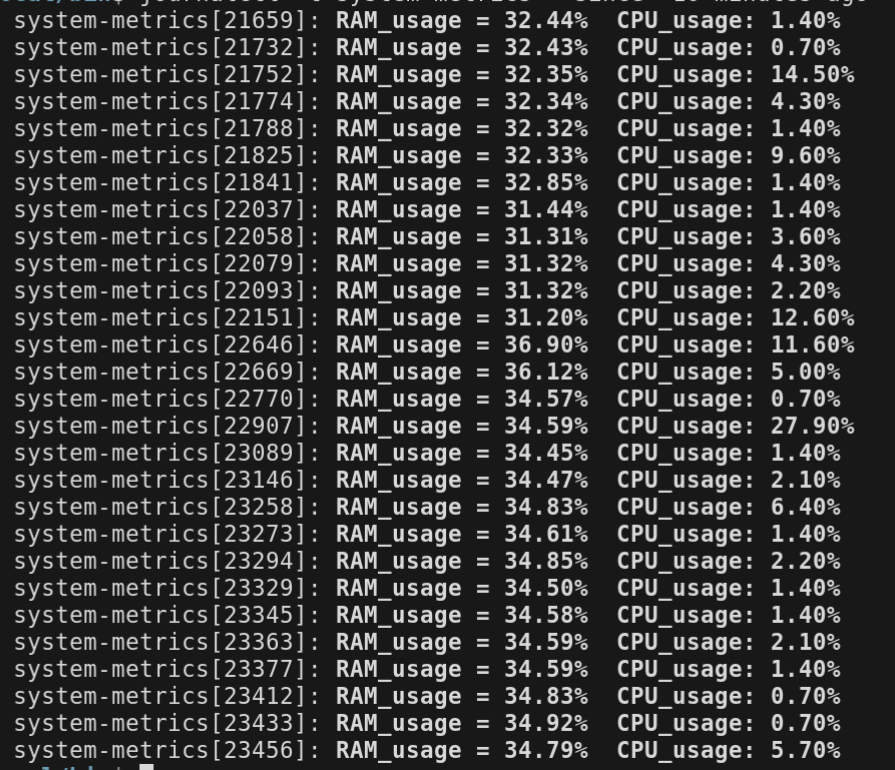 system-metrics[21659]: RAM_usage = 32.44%  CPU_usage: 1.40%
system-metrics[21732]: RAM_usage = 32.43%  CPU_usage: 0.70%
system-metrics[21752]: RAM_usage = 32.35%  CPU_usage: 14.50%
system-metrics[21774]: RAM_usage = 32.34%  CPU_usage: 4.30%
system-metrics[21788]: RAM_usage = 32.32%  CPU_usage: 1.40%
system-metrics[21825]: RAM_usage = 32.33%  CPU_usage: 9.60%
system-metrics[21841]: RAM_usage = 32.85%  CPU_usage: 1.40%
system-metrics[22037]: RAM_usage = 31.44%  CPU_usage: 1.40%
system-metrics[22058]: RAM_usage = 31.31%  CPU_usage: 3.60%
system-metrics[22079]: RAM_usage = 31.32%  CPU_usage: 4.30%
system-metrics[22093]: RAM_usage = 31.32%  CPU_usage: 2.20%
system-metrics[22151]: RAM_usage = 31.20%  CPU_usage: 12.60%
system-metrics[22646]: RAM_usage = 36.90%  CPU_usage: 11.60%
system-metrics[22669]: RAM_usage = 36.12%  CPU_usage: 5.00%
system-metrics[22770]: RAM_usage = 34.57%  CPU_usage: 0.70%
system-metrics[22907]: RAM_usage = 34.59%  CPU_usage: 27.90%
system-metrics[23089]: RAM_usage = 34.45%  CPU_usage: 1.40%
system-metrics[23146]: RAM_usage = 34.47%  CPU_usage: 2.10%
system-metrics[23258]: RAM_usage = 34.83%  CPU_usage: 6.40%
system-metrics[23273]: RAM_usage = 34.61%  CPU_usage: 1.40%
system-metrics[23294]: RAM_usage = 34.85%  CPU_usage: 2.20%
system-metrics[23329]: RAM_usage = 34.50%  CPU_usage: 1.40%
system-metrics[23345]: RAM_usage = 34.58%  CPU_usage: 1.40%
system-metrics[23363]: RAM_usage = 34.59%  CPU_usage: 2.10%
system-metrics[23377]: RAM_usage = 34.59%  CPU_usage: 1.40%
system-metrics[23412]: RAM_usage = 34.83%  CPU_usage: 0.70%
system-metrics[23433]: RAM_usage = 34.92%  CPU_usage: 0.70%
system-metrics[23456]: RAM_usage = 34.79%  CPU_usage: 5.70%